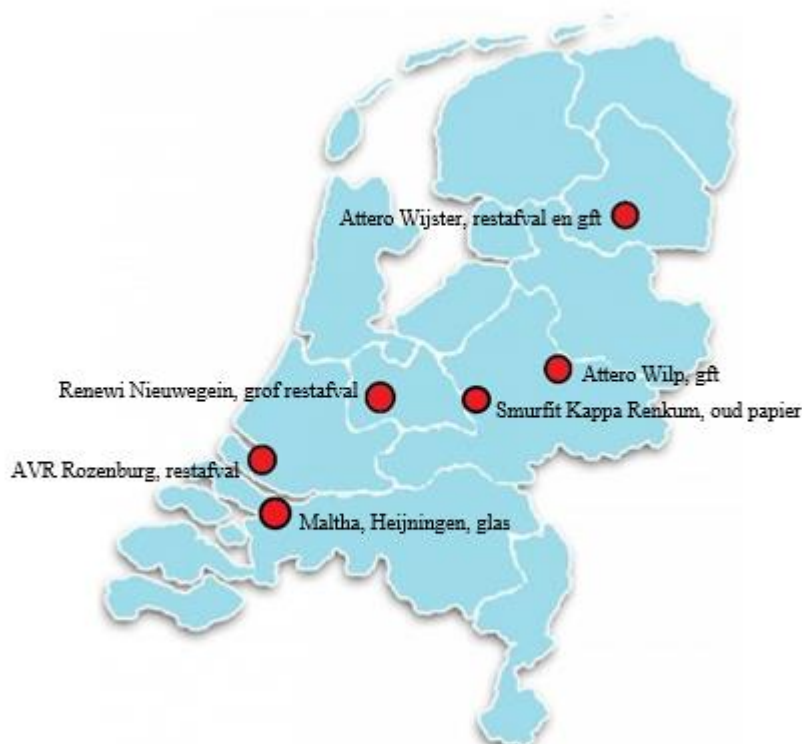 Attero Wijster, restafval en gft
Attero Wilp, gft
Renewi Nieuwegein, grof restafval
Smurfit Kappa Renkum, oud papier
AVR Rozenburg, restafval
Maltha, Heijningen, glas